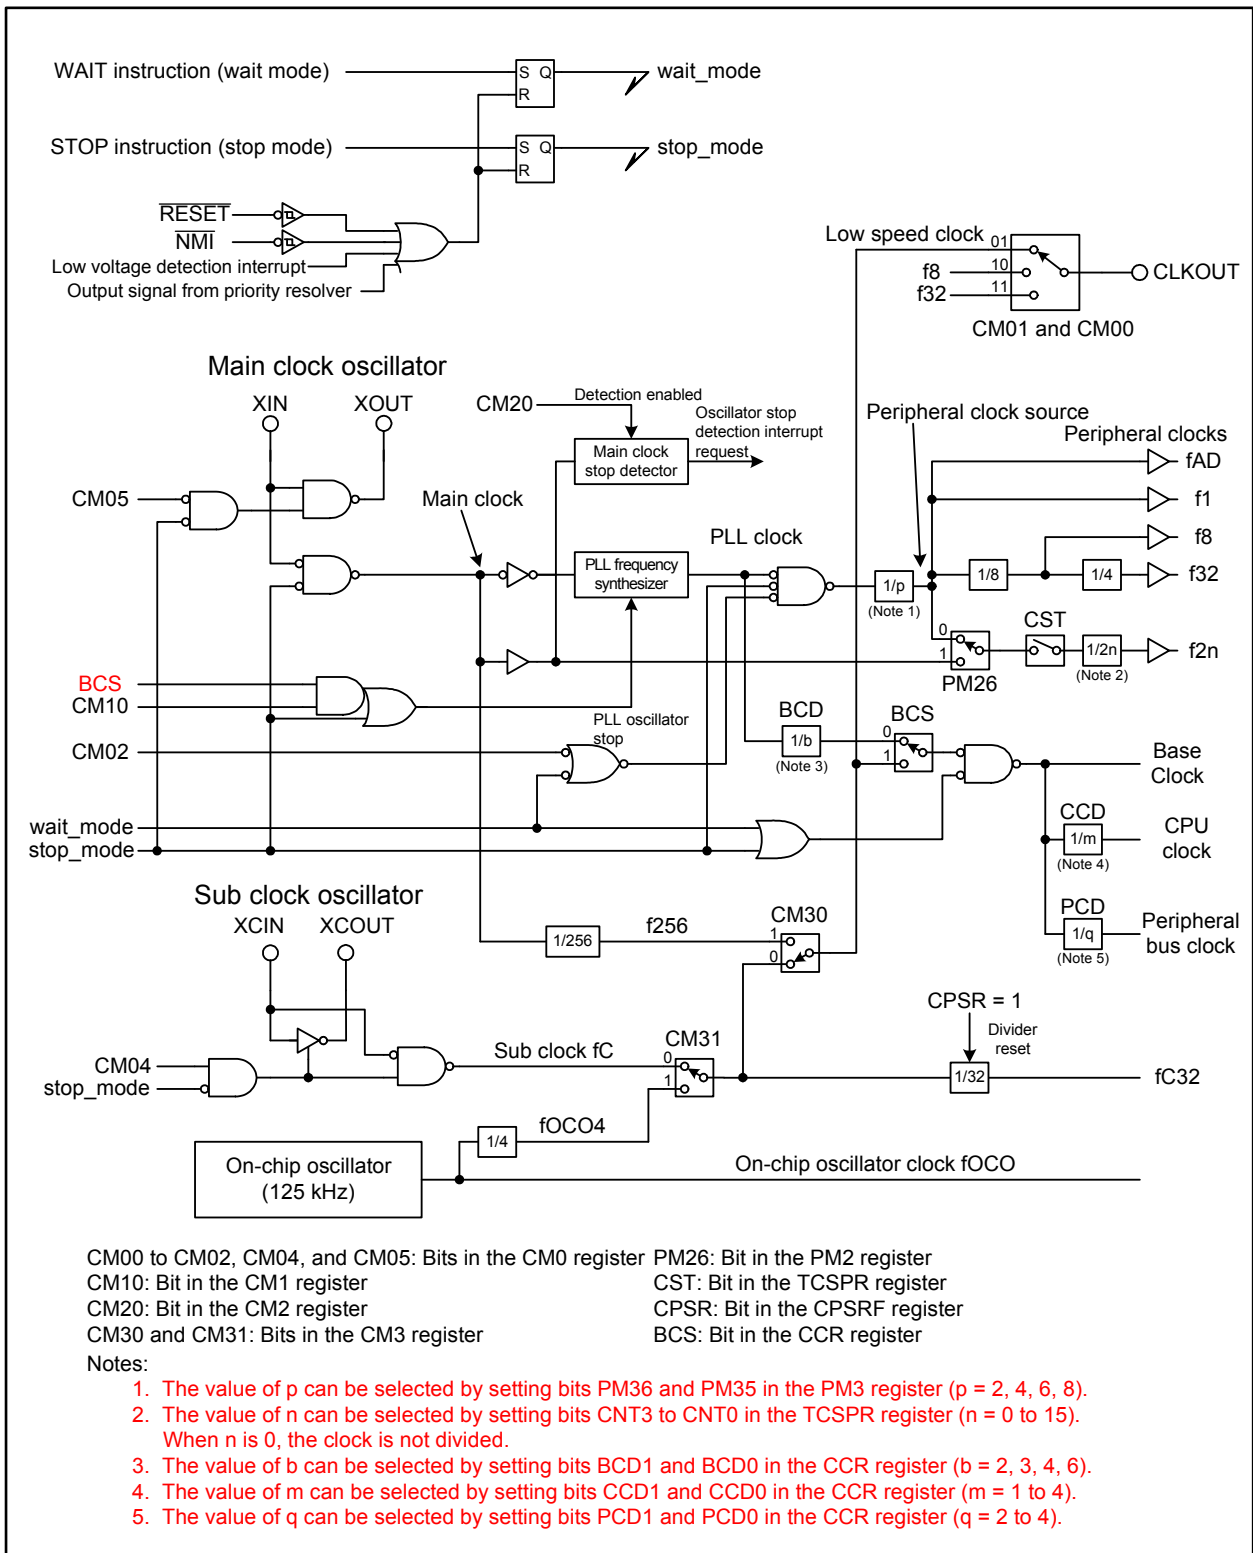 WAIT instruction (wait mode)
S Q
R
wait_mode
STOP instruction (stop mode)
S Q
R
stop_mode
RESET
NMI
Low voltage detection interrupt
Output signal from priority resolver
Low speed clock
01
f8
10
f32
11
CLKOUT
CM01 and CM00
Main clock oscillator
XIN
XOUT
CM20
Detection enabled
Oscillator stop
detection interrupt
request
Main clock
stop detector
Peripheral clock source
Peripheral clocks
fAD
CM05
Main clock
f1
PLL clock
f8
PLL frequency
synthesizer
1/p
(Note 1)
1/8
1/4
f32
CST
0
1
PM26
1/2n
(Note 2)
f2n
BCS
CM10
PLL oscillator
stop
BCD
BCS
CM02
1/b
(Note 3)
0
1
Base
Clock
wait_mode
stop_mode
CCD
1/m
(Note 4)
CPU
clock
Sub clock oscillator
XCIN
XCOUT
1/256
f256
CM30
1
0
PCD
1/q
(Note 5)
Peripheral
bus clock
CPSR = 1
Divider
reset
CM04
stop_mode
Sub clock fC
CM31
0
1
1/32
fC32
1/4
fOCO4
On-chip oscillator
(125 kHz)
On-chip oscillator clock fOCO
CM00 to CM02, CM04, and CM05: Bits in the CM0 register
PM26: Bit in the PM2 register
CM10: Bit in the CM1 register
CST: Bit in the TCSPR register
CM20: Bit in the CM2 register
CPSR: Bit in the CPSRF register
CM30 and CM31: Bits in the CM3 register
BCS: Bit in the CCR register
Notes:
1. The value of p can be selected by setting bits PM36 and PM35 in the PM3 register (p = 2, 4, 6, 8).
2. The value of n can be selected by setting bits CNT3 to CNT0 in the TCSPR register (n = 0 to 15).
When n is 0, the clock is not divided.
3. The value of b can be selected by setting bits BCD1 and BCD0 in the CCR register (b = 2, 3, 4, 6).
4. The value of m can be selected by setting bits CCD1 and CCD0 in the CCR register (m = 1 to 4).
5. The value of q can be selected by setting bits PCD1 and PCD0 in the CCR register (q = 2 to 4).